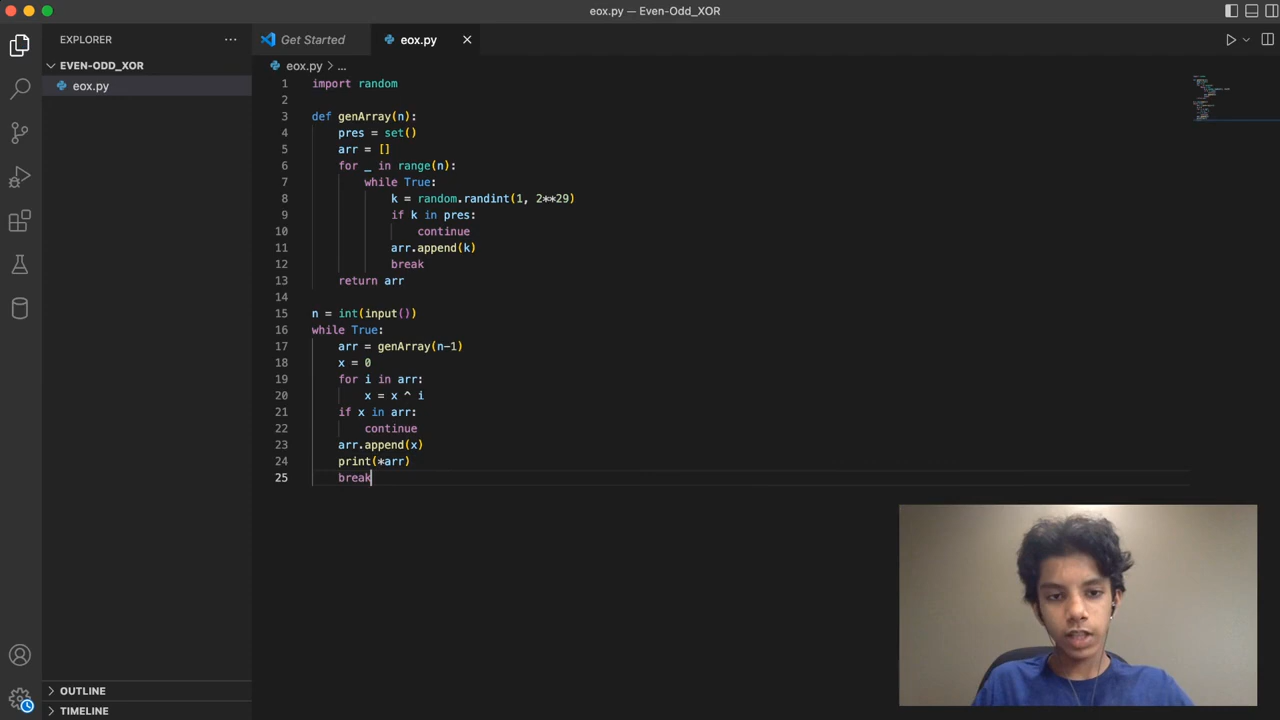 eox.py — Even-Odd_XOR
EXPLORER
Get Started
eox.py
EVEN-ODD_XOR
eox.py
eox.py > ...
1 import random
2
3 def genArray(n):
4 pres = set()
5 arr = []
6 for _ in range(n):
7 while True:
8 k = random.randint(1, 2**29)
9 if k in pres:
10 continue
11 arr.append(k)
12 break
13 return arr
14
15 n = int(input())
16 while True:
17 arr = genArray(n-1)
18 x = 0
19 for i in arr:
20 x = x ^ i
21 if x in arr:
22 continue
23 arr.append(x)
24 print(*arr)
25 break
OUTLINE
TIMELINE